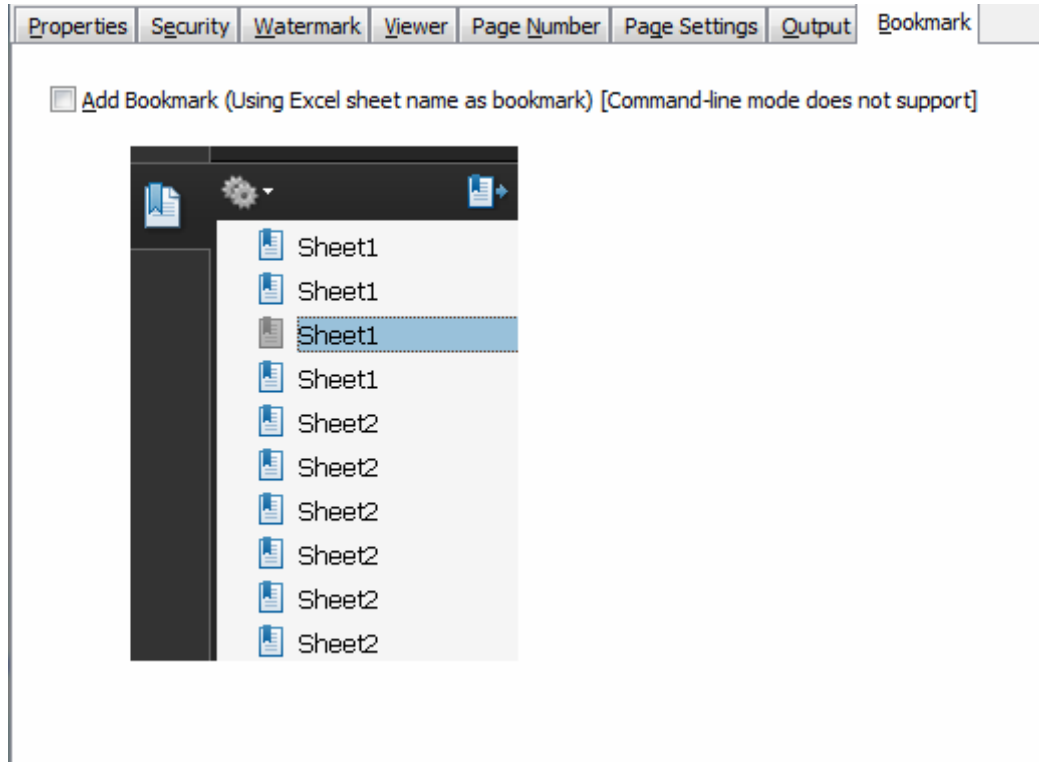 Properties Security Watermark Viewer Page Number Page Settings Output Bookmark
Add Bookmark (Using Excel sheet name as bookmark) [Command-line mode does not support]
Sheet1
Sheet1
Sheet1
Sheet1
Sheet2
Sheet2
Sheet2
Sheet2
Sheet2
Sheet2